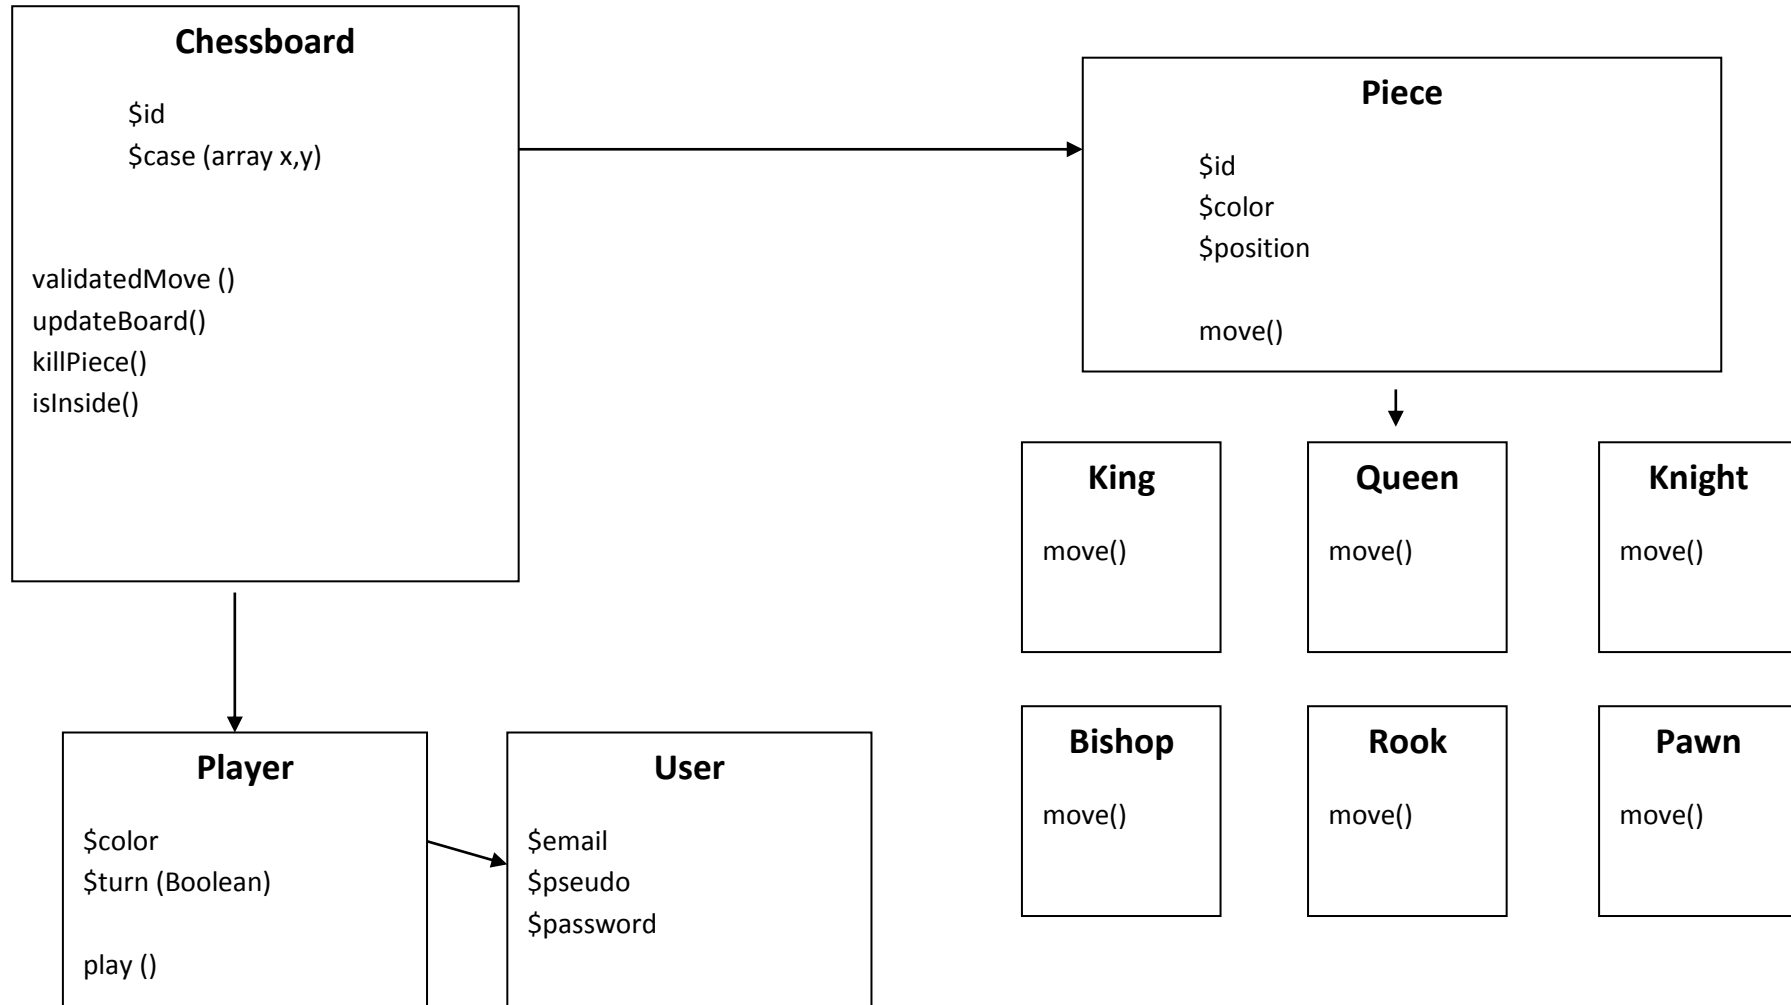 Chessboard
$id
$case (array x,y)
validatedMove ()
updateBoard()
killPiece()
isInside()
Piece
$id
$color
$position
move()
King
move()
Queen
move()
Knight
move()
Bishop
move()
Rook
move()
Pawn
move()
Player
$color
$turn (Boolean)
play ()
User
$email
$pseudo
$password